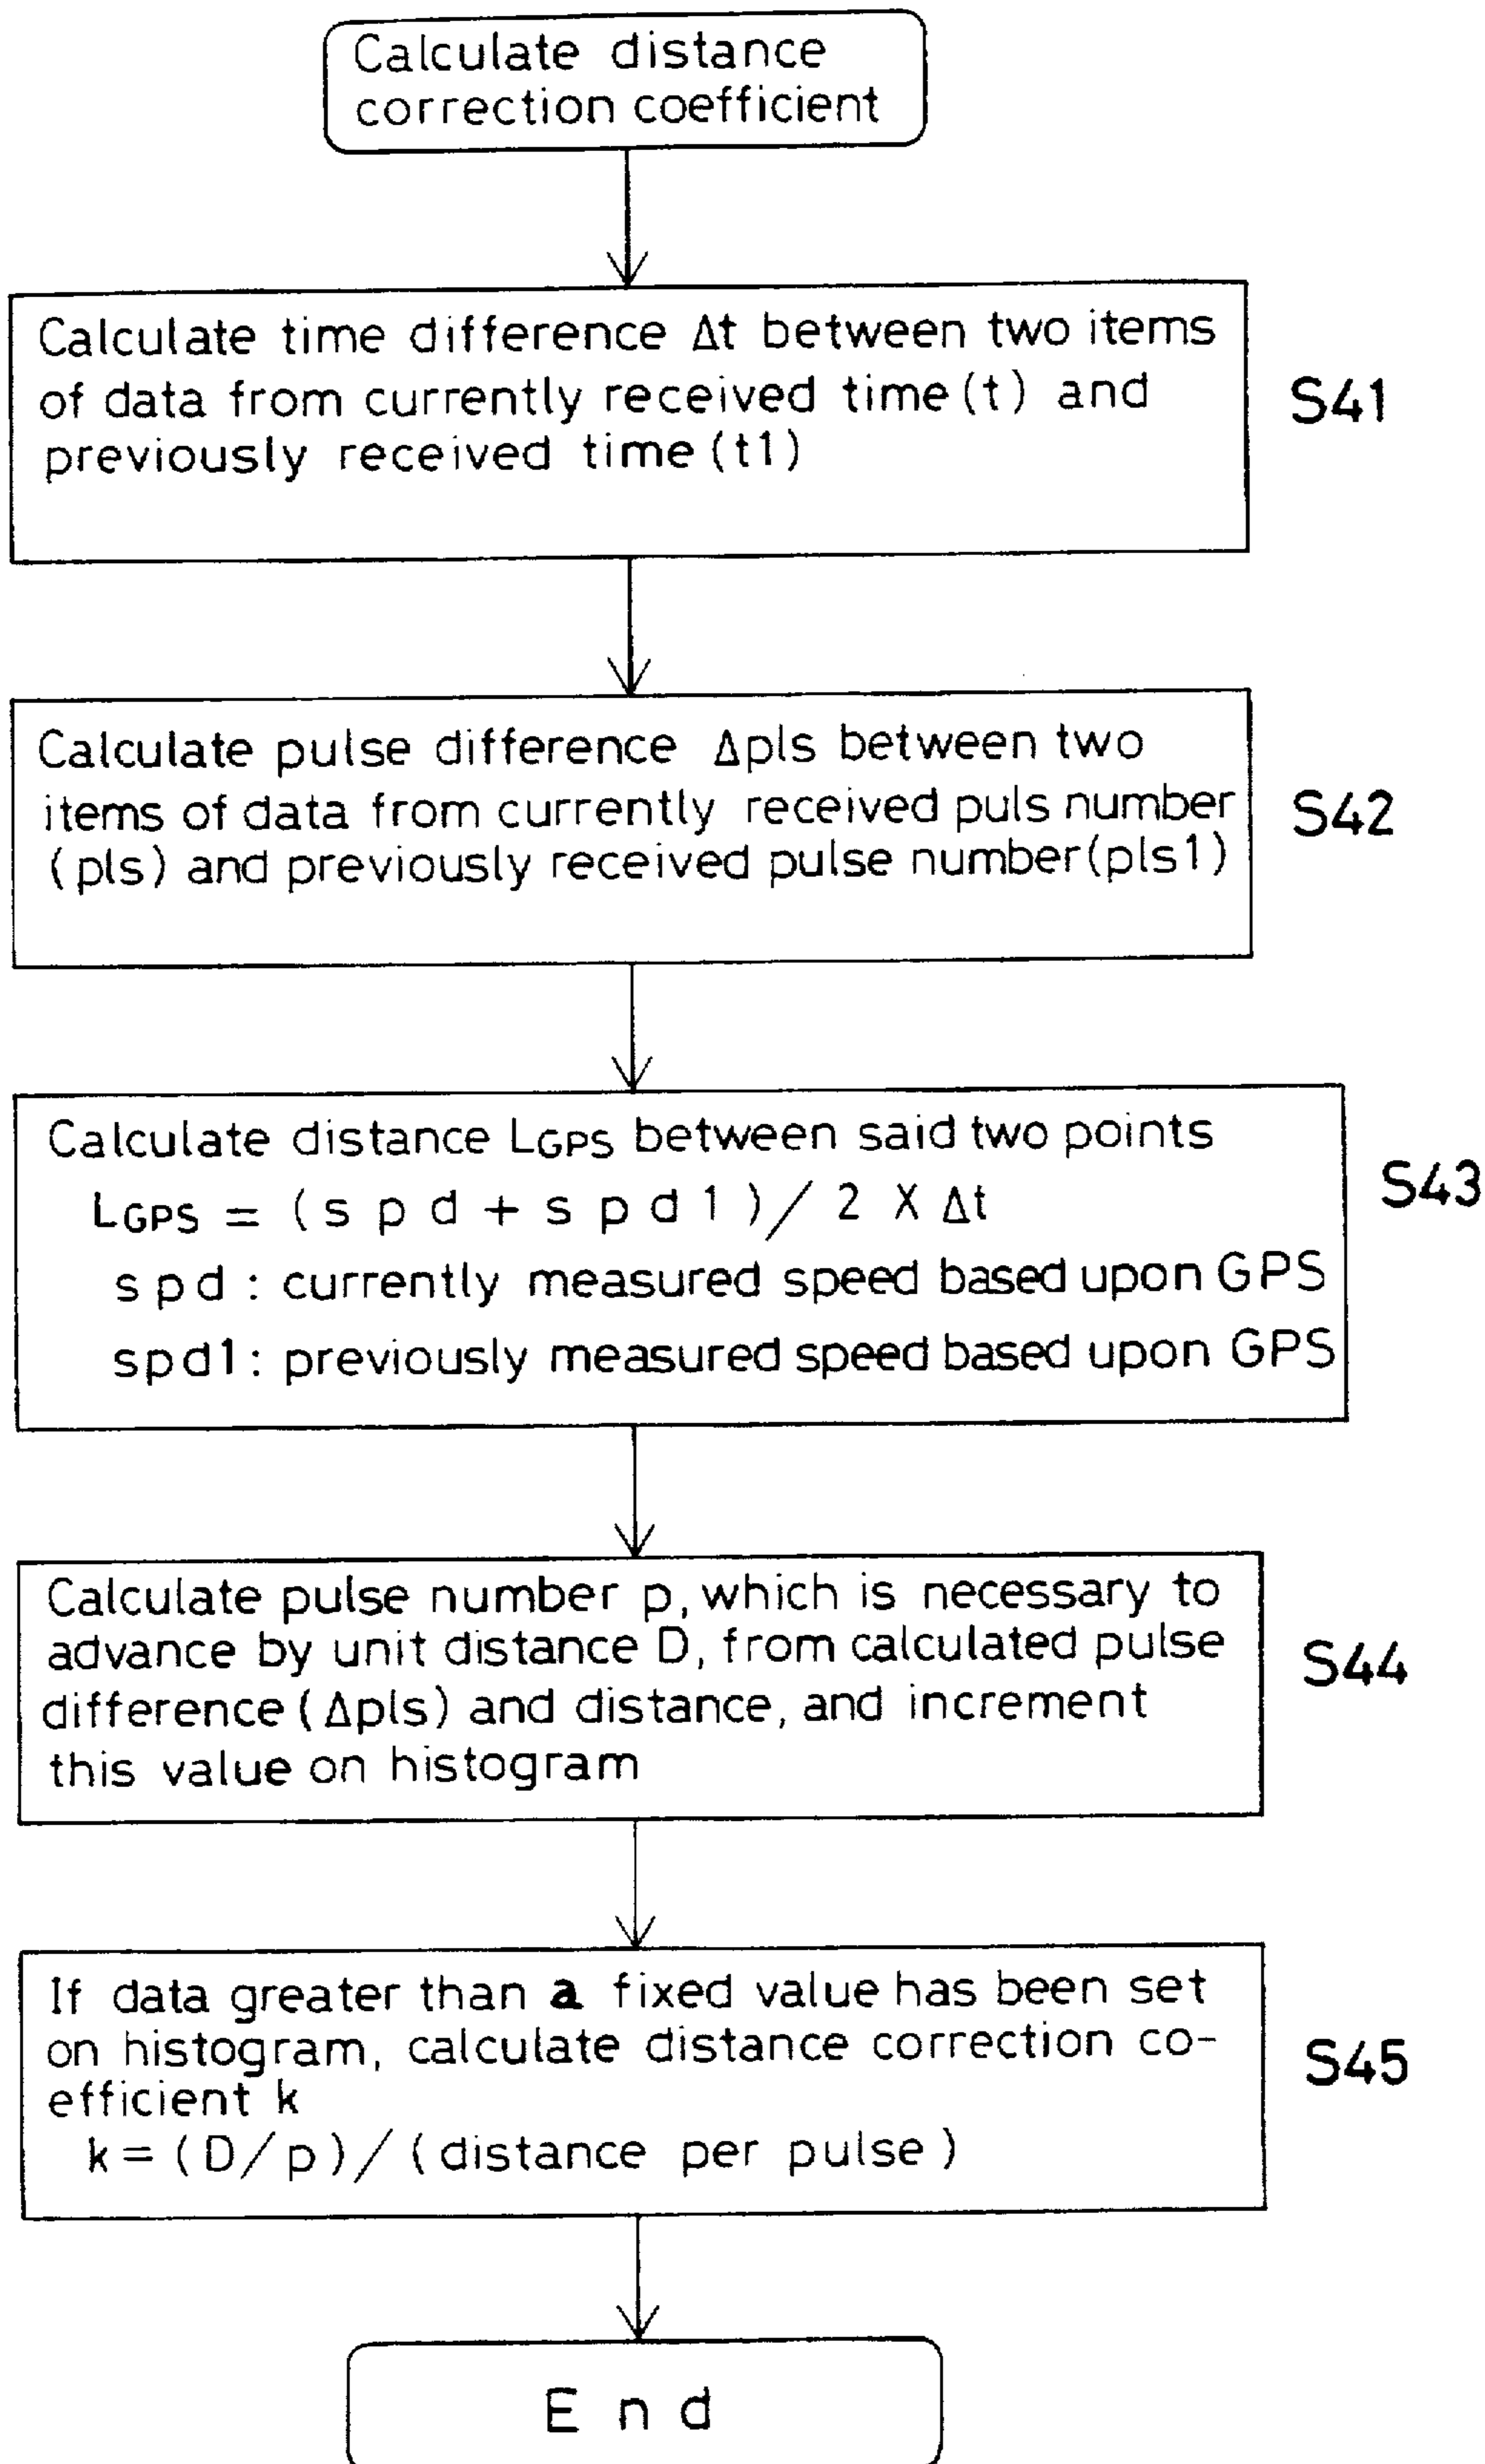 Calculate distance
correction coefficient
Calculate time difference Δt between two items
of data from currently received time (t) and
previously received time (t1)
S41
Calculate pulse difference Δpls between two
items of data from currently received puls number
(pls) and previously received pulse number(pls1)
S42
Calculate distance LGPS between said two points
LGPS = (spd + spd1)/2 X Δt
spd : currently measured speed based upon GPS
spd1: previously measured speed based upon GPS
S43
Calculate pulse number p, which is necessary to
advance by unit distance D, from calculated pulse
difference (Δpls) and distance, and increment
this value on histogram
S44
If data greater than a fixed value has been set
on histogram, calculate distance correction co-
efficient k
k = (D/p)/(distance per pulse)
S45
End